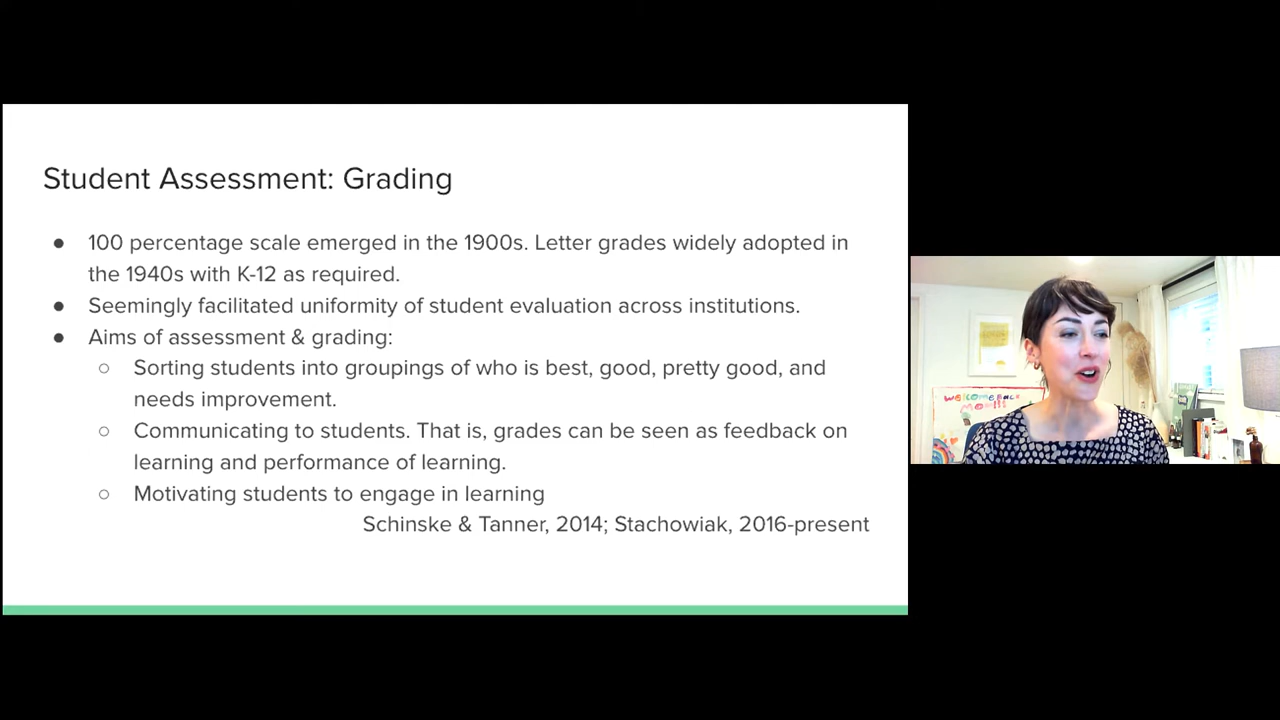 Student Assessment: Grading
● 100 percentage scale emerged in the 1900s. Letter grades widely adopted in
the 1940s with K-12 as required.
● Seemingly facilitated uniformity of student evaluation across institutions.
● Aims of assessment & grading:
○ Sorting students into groupings of who is best, good, pretty good, and
needs improvement.
○ Communicating to students. That is, grades can be seen as feedback on
learning and performance of learning.
○ Motivating students to engage in learning
Schinske & Tanner, 2014; Stachowiak, 2016-present
WELCOME BACK